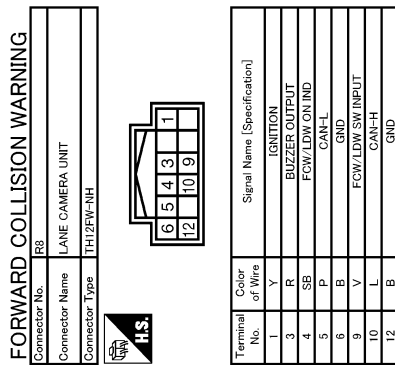 FORWARD COLLISION WARNING
Connector No. R8
Connector Name LANE CAMERA UNIT
Connector Type TH12FW-NH
H.S.
6 5 4 3 1
12 10 9
Terminal No. Color of Wire Signal Name [Specification]
1 Y IGNITION
3 R BUZZER OUTPUT
4 SB FCW/LDW ON IND
5 P CAN-L
6 B GND
9 V FCW/LDW SW INPUT
10 L CAN-H
12 B GND